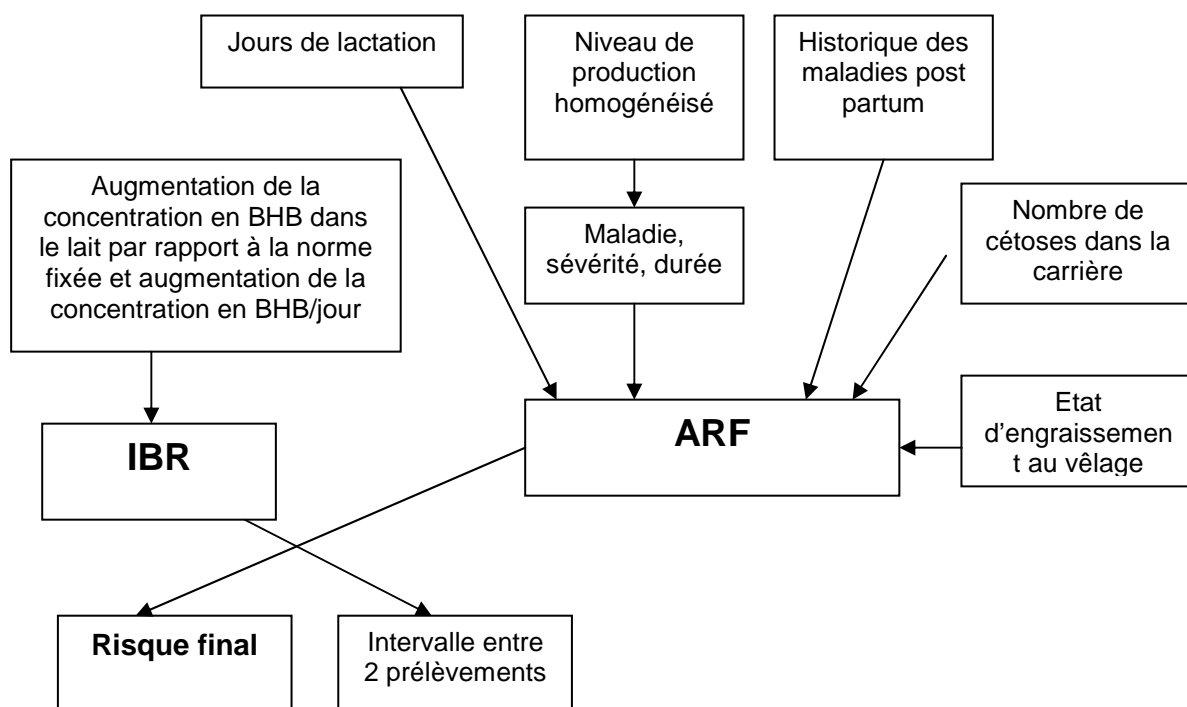 Jours de lactation
Niveau de
production
homogénéisé
Historique des
maladies post
partum
Augmentation de la
concentration en BHB dans
le lait par rapport à la norme
fixée et augmentation de la
concentration en BHB/jour
Maladie,
sévérité, durée
Nombre de
cétoses dans la
carrière
IBR
ARF
Etat
d'engraissemen
t au vêlage
Risque final
Intervalle entre
2 prélèvements